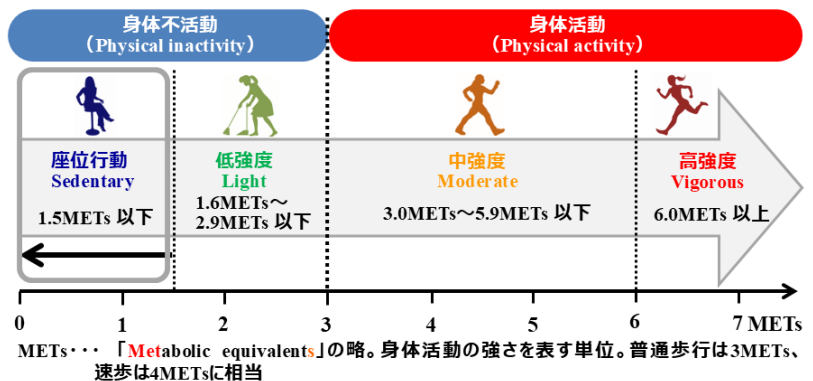 身体不活動
（Physical inactivity）
身体活動
（Physical activity）
座位行動
Sedentary
1.5METs 以下
低強度
Light
1.6METs～
2.9METs 以下
中強度
Moderate
3.0METs～5.9METs 以下
高強度
Vigorous
6.0METs 以上
0 1 2 3 4 5 6 7 METs
METs・・・ 「Metabolic equivalents」の略。身体活動の強さを表す単位。普通歩行は3METs、
速歩は4METsに相当